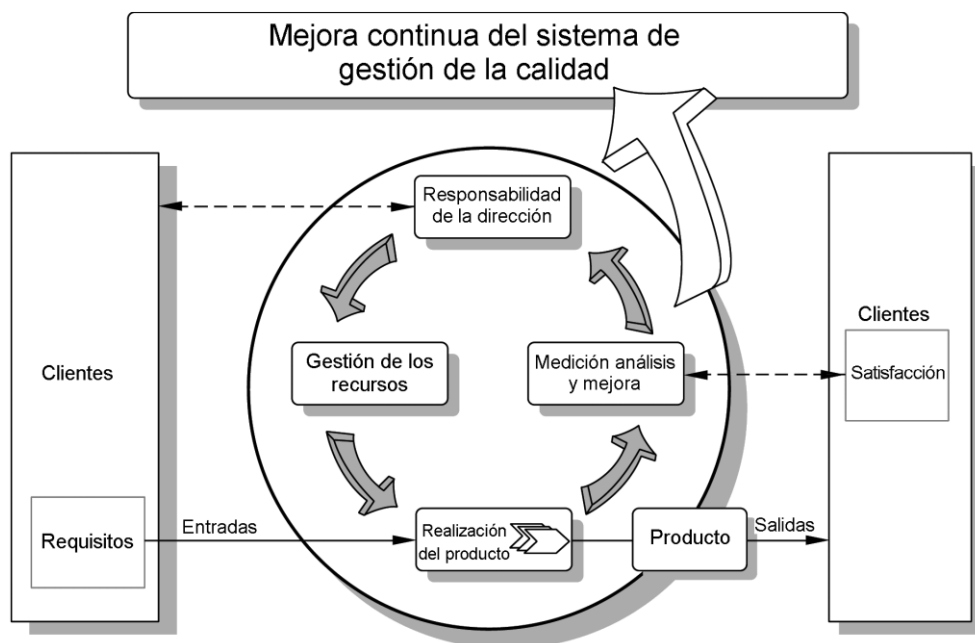 Mejora continua del sistema de
gestión de la calidad
Responsabilidad
de la dirección
Clientes
Gestión de los
recursos
Medición análisis
y mejora
Clientes
Satisfacción
Requisitos
Entradas
Realización
del producto
Producto
Salidas